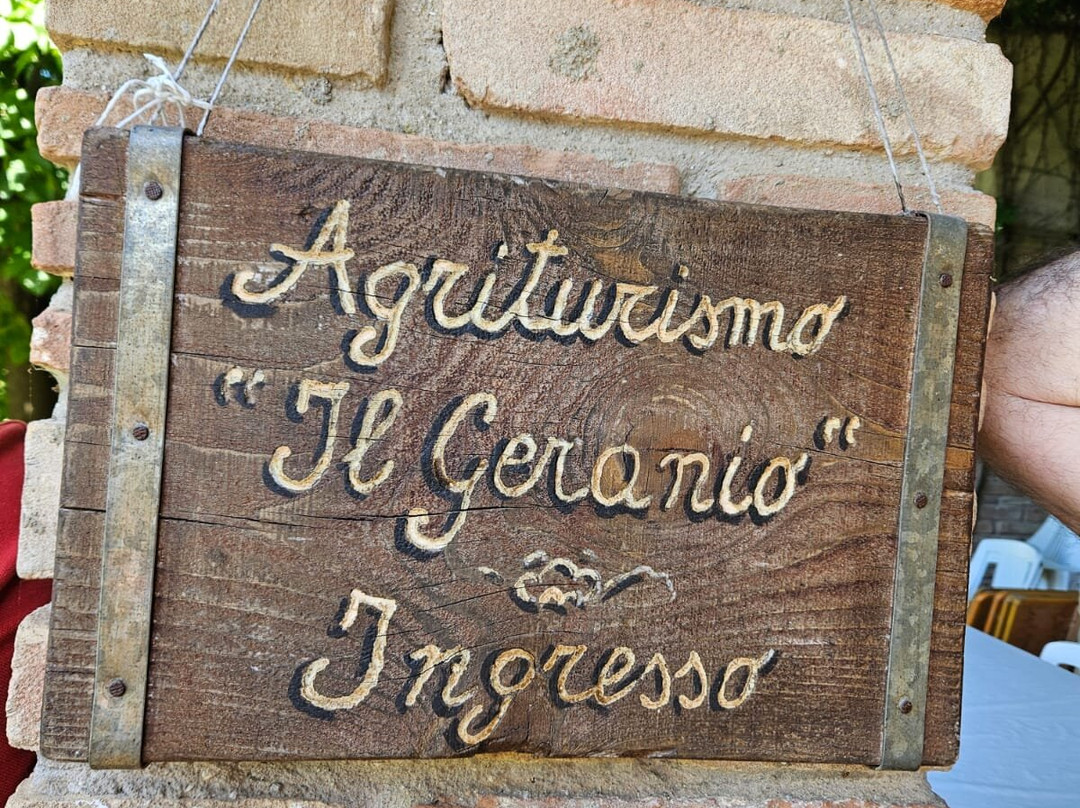 Agriturismo
"Il Geranio"
Ingresso